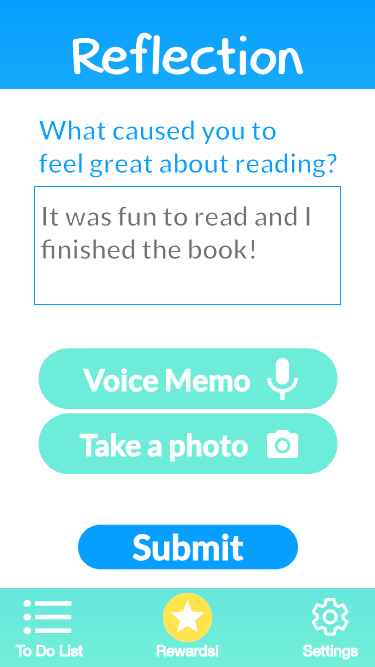 Reflection
What caused you to
feel great about reading?
It was fun to read and I
finished the book!
Voice Memo
Take a photo
Submit
To Do List
Rewards!
Settings